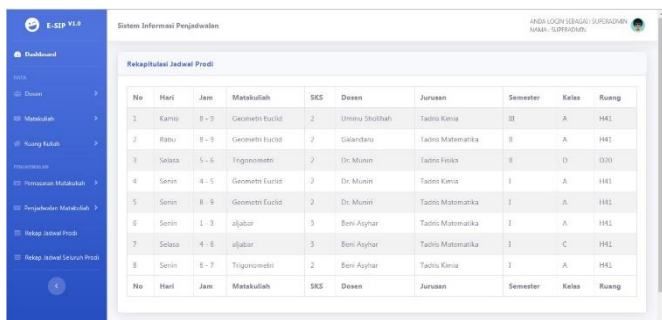 E-SIP V1.0
Sistem Informasi Penjadwalan
ANDA LOGIN SEBAGAI : SUPERADMIN
NAMA : SUPERADMIN
Dashboard
DATA
Dosen
Matakuliah
Ruang Kuliah
PENJADWALAN
Pemasaran Matakuliah
Penjadwalan Matakuliah
Rekap Jadwal Prodi
Rekap Jadwal Seluruh Prodi
Rekapitulasi Jadwal Prodi
No Hari Jam Matakuliah SKS Dosen Jurusan Semester Kelas Ruang
1 Kamis 8 - 9 Geometri Euclid 2 Ummu Sholihah Tadris Kimia III A H41
2 Rabu 8 - 9 Geometri Euclid 2 Galandaru Tadris Matematika II A H41
3 Selasa 5 - 6 Trigonometri 2 Dr. Muniri Tadris Fisika II D D20
4 Senin 4 - 5 Geometri Euclid 2 Dr. Muniri Tadris Kimia I A H41
5 Senin 8 - 9 Geometri Euclid 2 Dr. Muniri Tadris Matematika I A H41
6 Senin 1 - 3 aljabar 3 Beni Asyhar Tadris Matematika I A H41
7 Selasa 4 - 6 aljabar 3 Beni Asyhar Tadris Matematika I C H41
8 Senin 6 - 7 Trigonometri 2 Beni Asyhar Tadris Kimia I A H41
No Hari Jam Matakuliah SKS Dosen Jurusan Semester Kelas Ruang